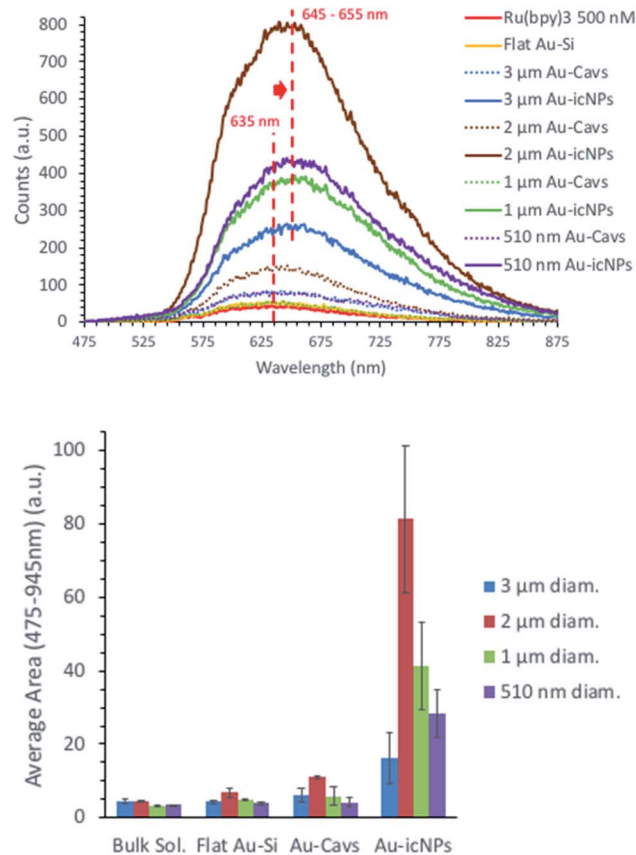 800
700
600
500
400
300
200
100
0
Counts (a.u.)
645 - 655 nm
635 nm
475 525 575 625 675 725 775 825 875
Wavelength (nm)
Ru(bpy)3 500 nM
Flat Au-Si
3 µm Au-Cavs
3 µm Au-icNPs
2 µm Au-Cavs
2 µm Au-icNPs
1 µm Au-Cavs
1 µm Au-icNPs
510 nm Au-Cavs
510 nm Au-icNPs
100
80
60
40
20
0
Average Area (475-945nm) (a.u.)
Bulk Sol. Flat Au-Si Au-Cavs Au-icNPs
3 µm diam.
2 µm diam.
1 µm diam.
510 nm diam.